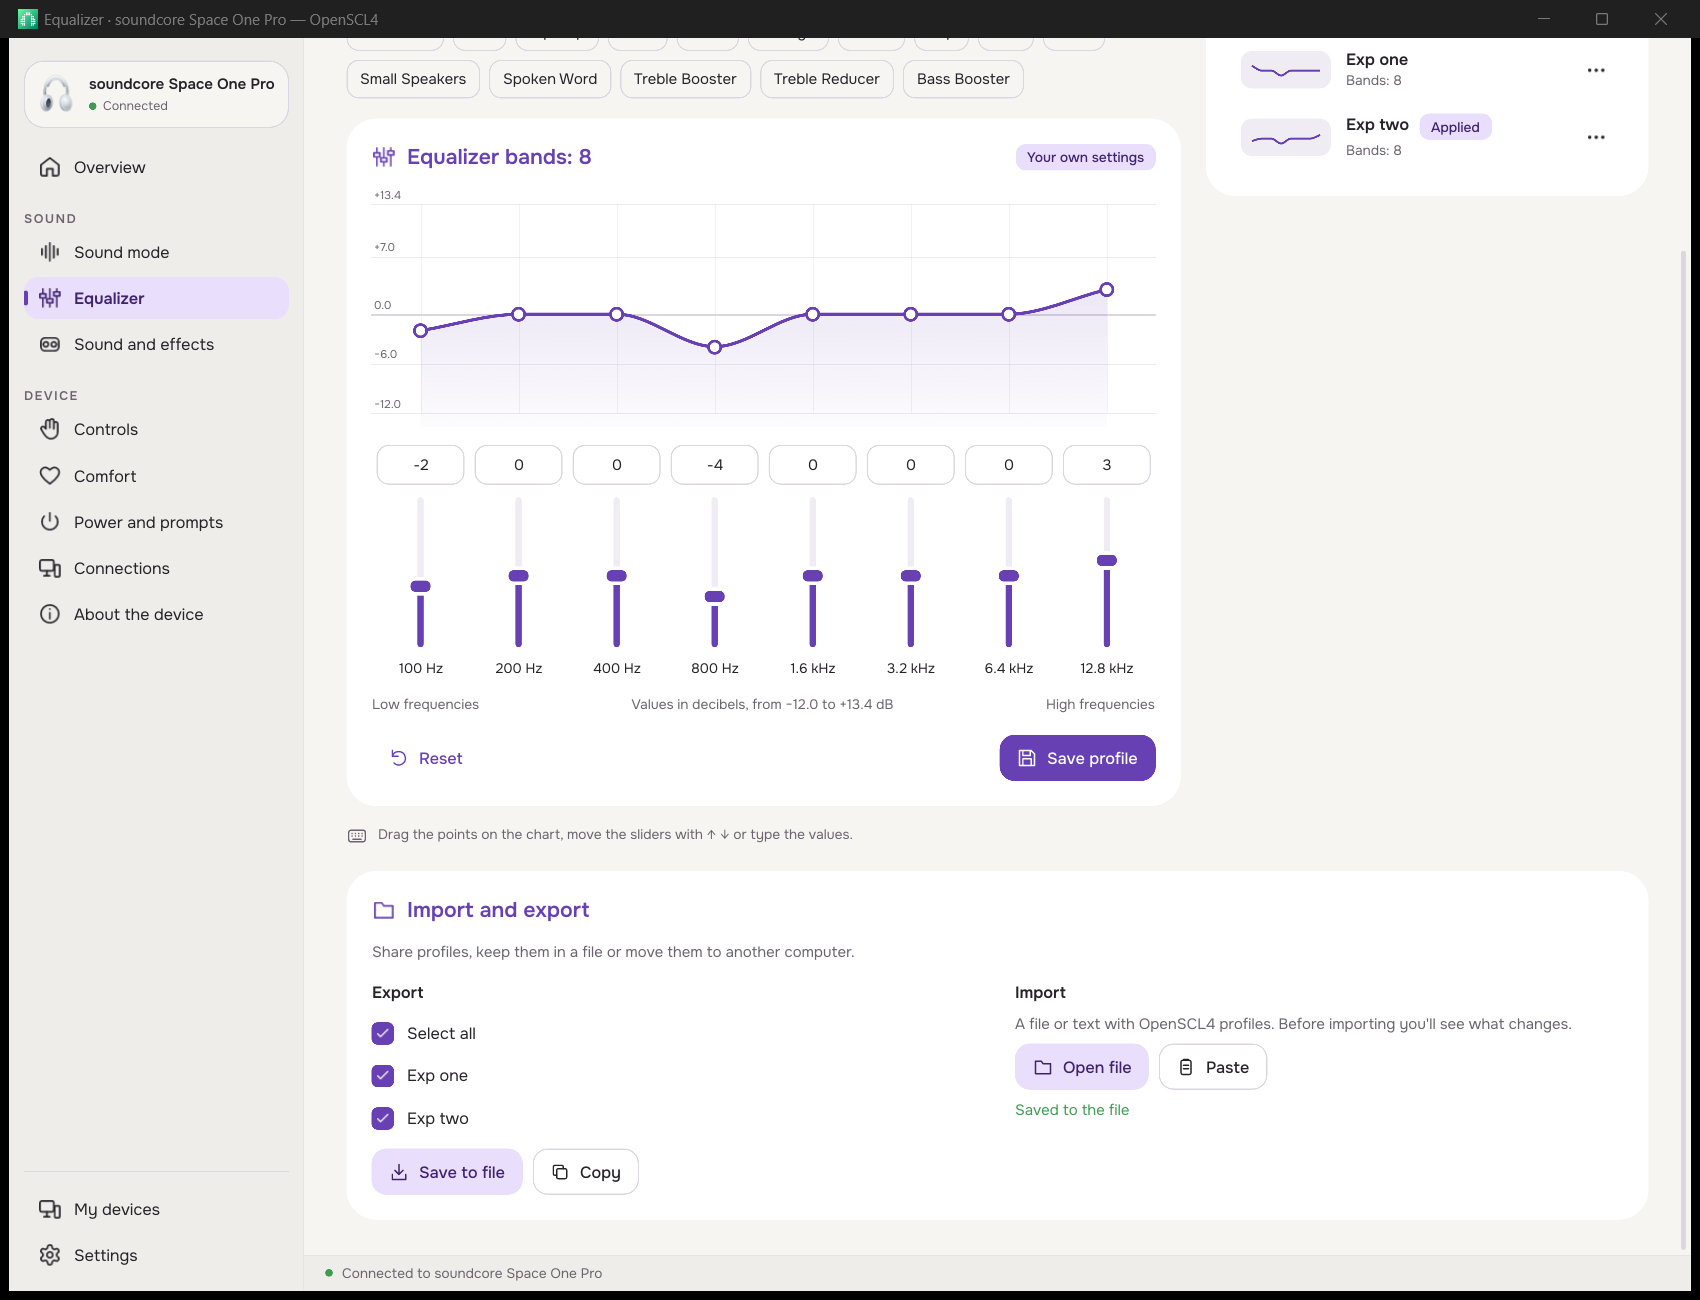 Equalizer · soundcore Space One Pro — OpenSCL4
soundcore Space One Pro
Connected
Overview
SOUND
Sound mode
Equalizer
Sound and effects
DEVICE
Controls
Comfort
Power and prompts
Connections
About the device
My devices
Settings
Small Speakers
Spoken Word
Treble Booster
Treble Reducer
Bass Booster
Equalizer bands: 8
Your own settings
+13.4
+7.0
0.0
−6.0
−12.0
-2 0 0 -4 0 0 0 3
100 Hz 200 Hz 400 Hz 800 Hz 1.6 kHz 3.2 kHz 6.4 kHz 12.8 kHz
Low frequencies Values in decibels, from −12.0 to +13.4 dB High frequencies
Reset
Save profile
Drag the points on the chart, move the sliders with ↑ ↓ or type the values.
Exp one
Bands: 8
Exp two Applied
Bands: 8
Import and export
Share profiles, keep them in a file or move them to another computer.
Export
Select all
Exp one
Exp two
Save to file
Copy
Import
A file or text with OpenSCL4 profiles. Before importing you'll see what changes.
Open file
Paste
Saved to the file
Connected to soundcore Space One Pro